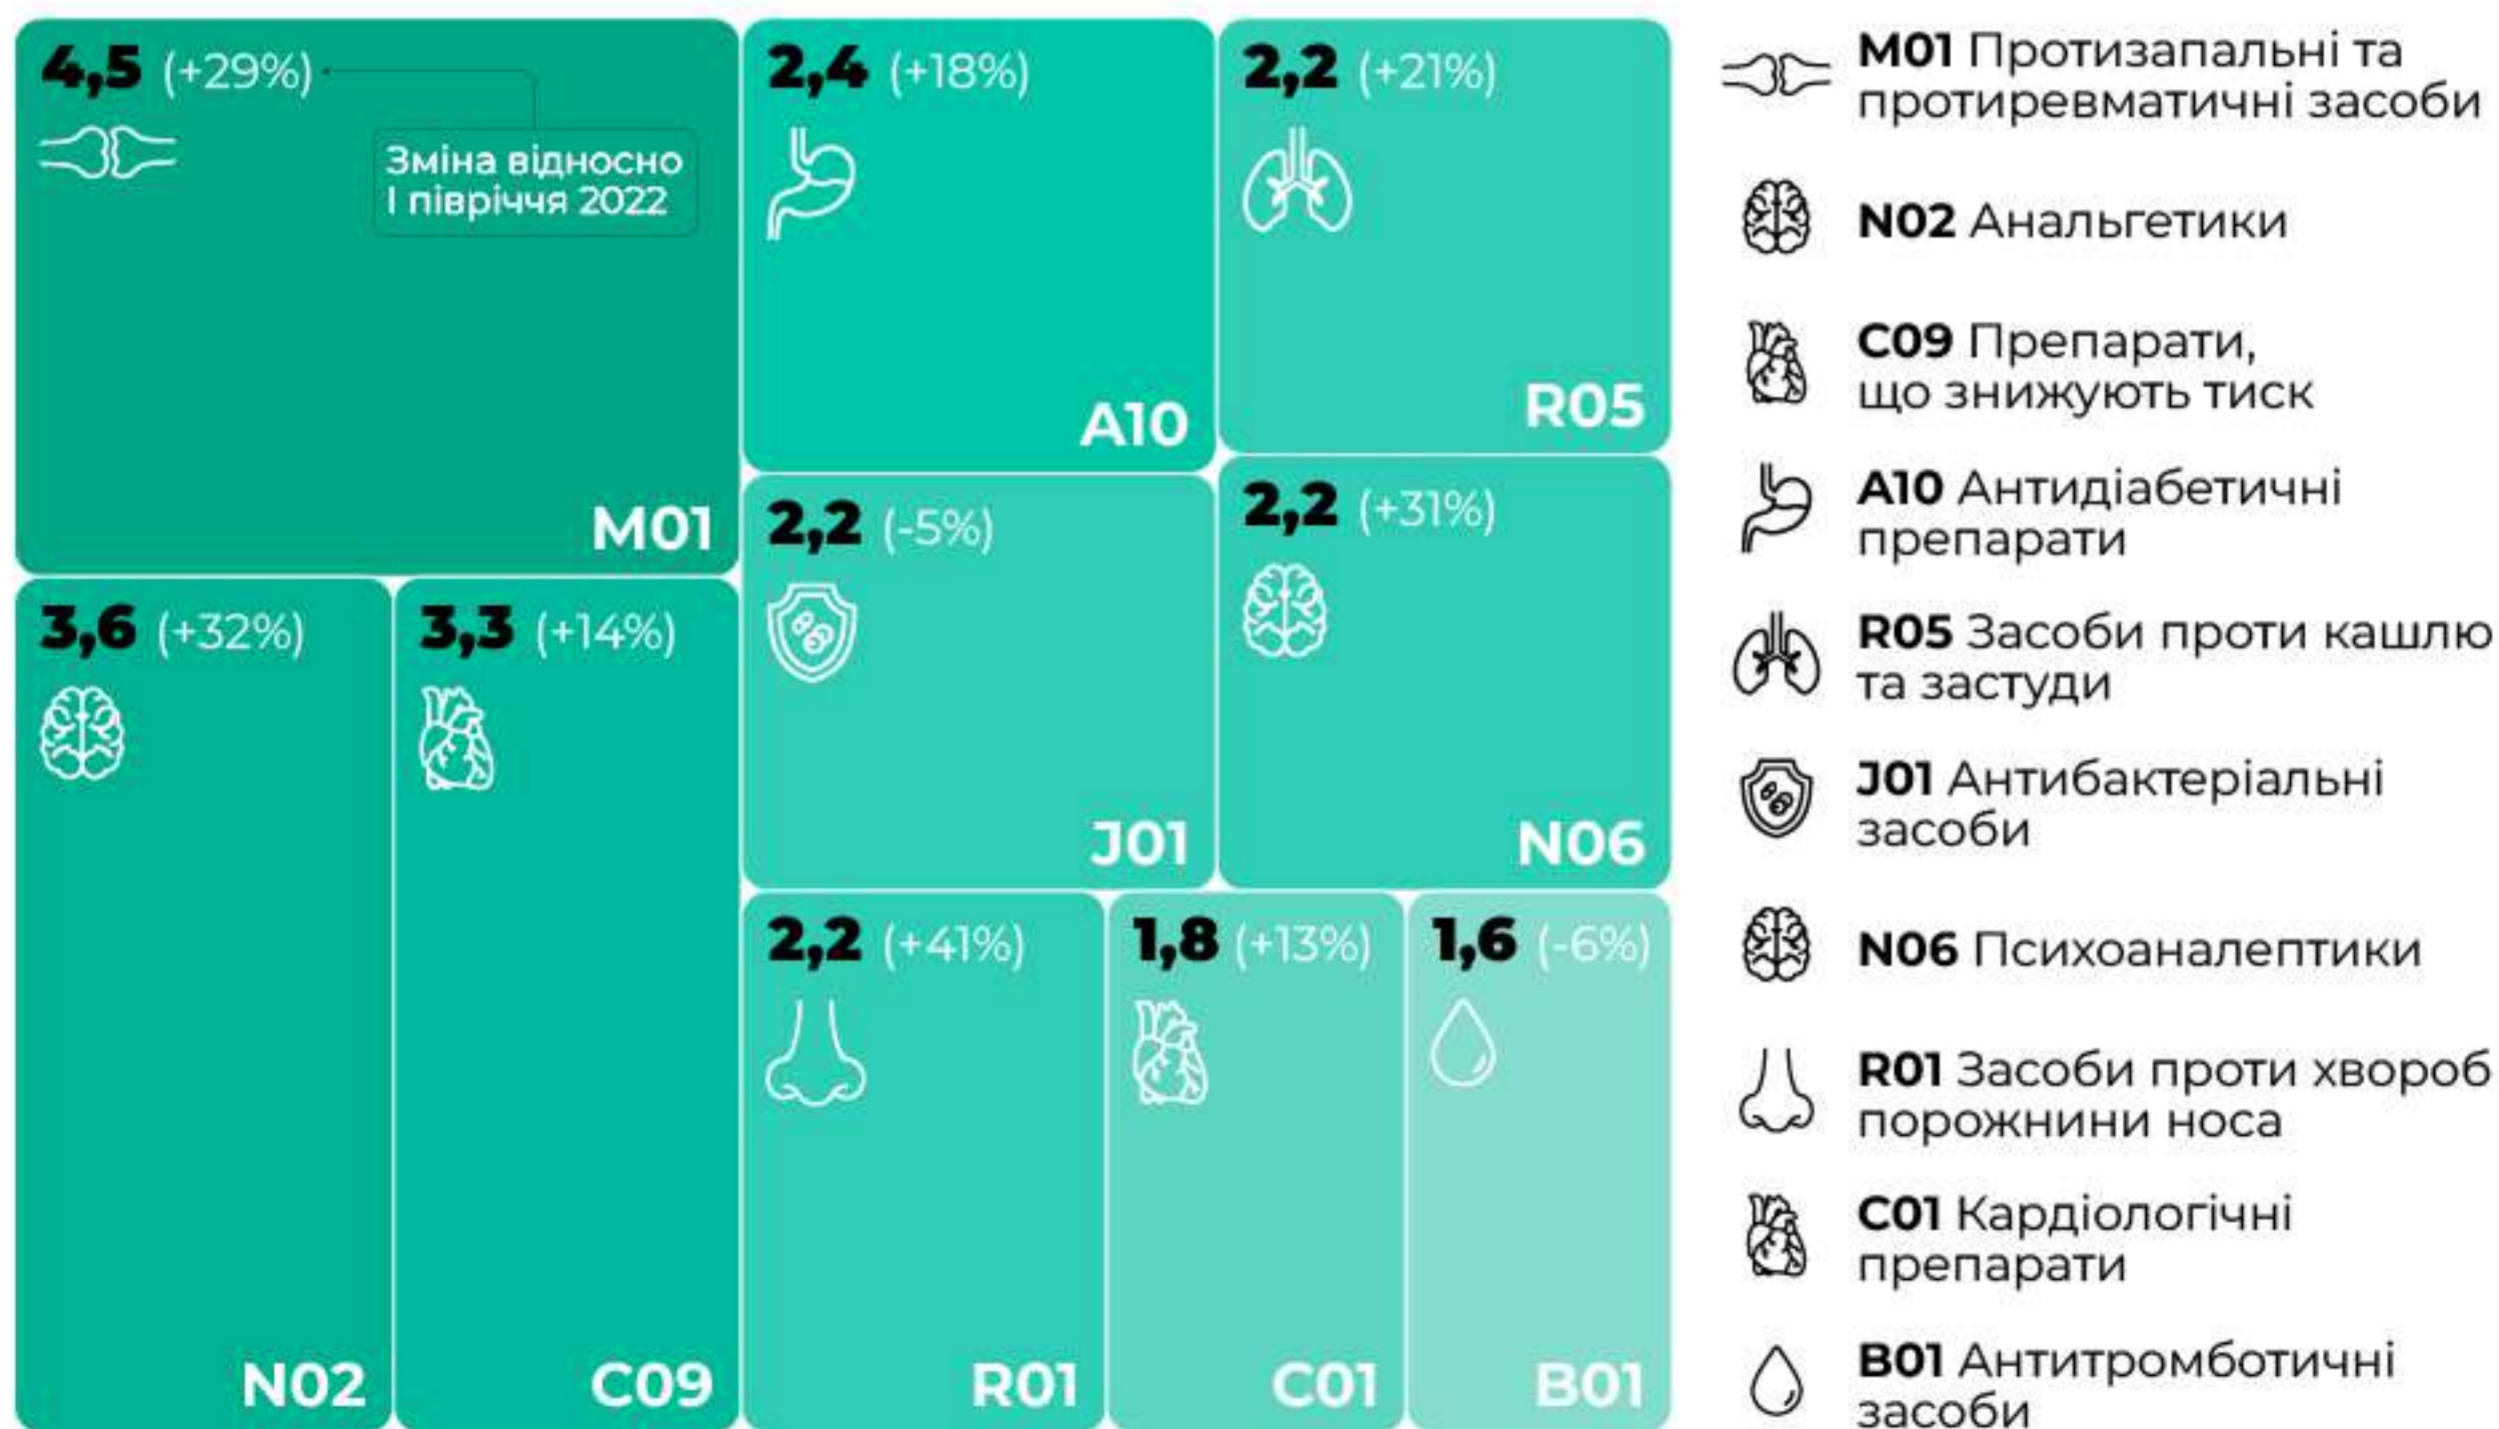 4,5 (+29%)
Зміна відносно
І півріччя 2022
M01
2,4 (+18%)
A10
2,2 (+21%)
R05
2,2 (-5%)
J01
2,2 (+31%)
N06
3,6 (+32%)
N02
3,3 (+14%)
C09
2,2 (+41%)
R01
1,8 (+13%)
C01
1,6 (-6%)
B01
M01 Протизапальні та
протиревматичні засоби
N02 Анальгетики
C09 Препарати,
що знижують тиск
A10 Антидіабетичні
препарати
R05 Засоби проти кашлю
та застуди
J01 Антибактеріальні
засоби
N06 Психоаналептики
R01 Засоби проти хвороб
порожнини носа
C01 Кардіологічні
препарати
B01 Антитромботичні
засоби